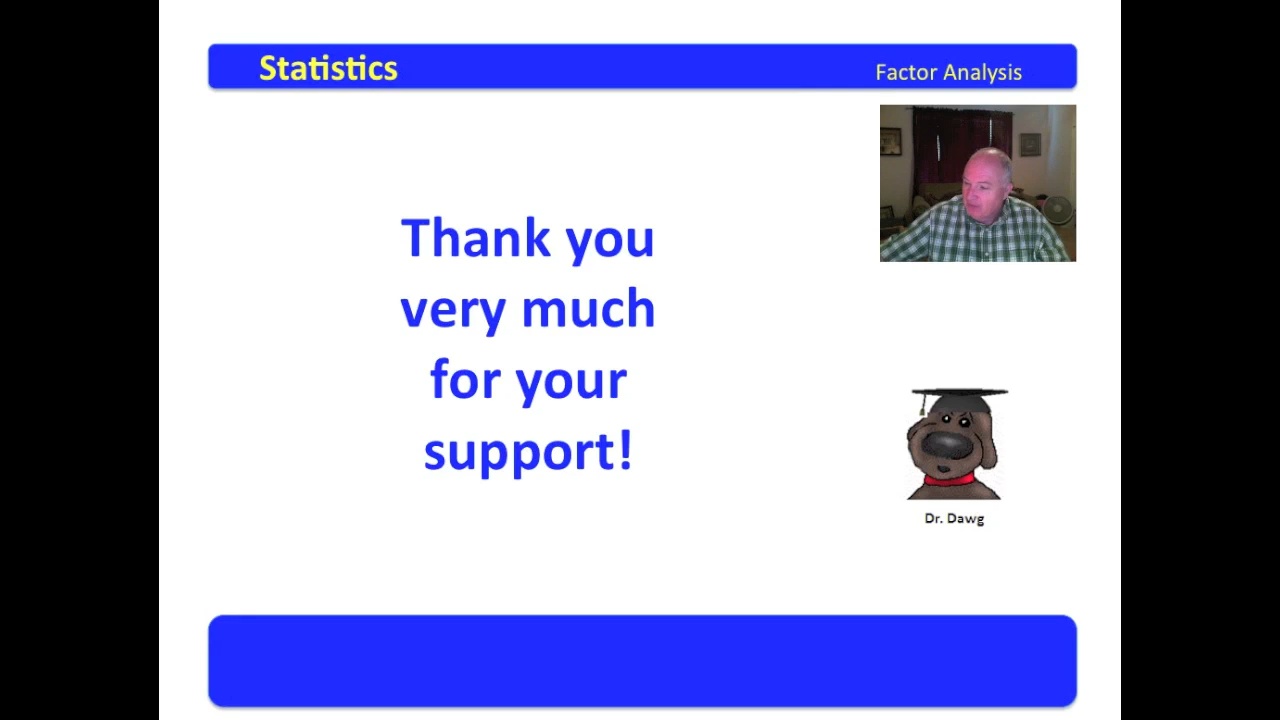 Statistics
Factor Analysis
Thank you
very much
for your
support!
Dr. Dawg